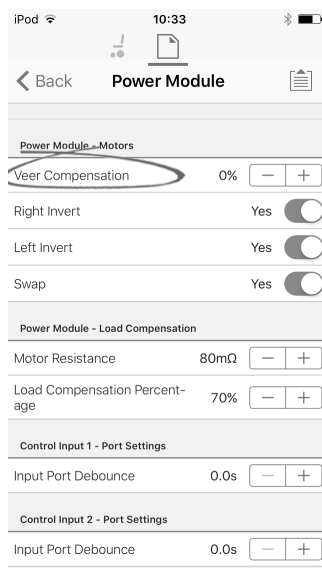 iPod 10:33
Back Power Module
Power Module - Motors
Veer Compensation 0% − +
Right Invert Yes
Left Invert Yes
Swap Yes
Power Module - Load Compensation
Motor Resistance 80mΩ − +
Load Compensation Percent-
age 70% − +
Control Input 1 - Port Settings
Input Port Debounce 0.0s − +
Control Input 2 - Port Settings
Input Port Debounce 0.0s − +